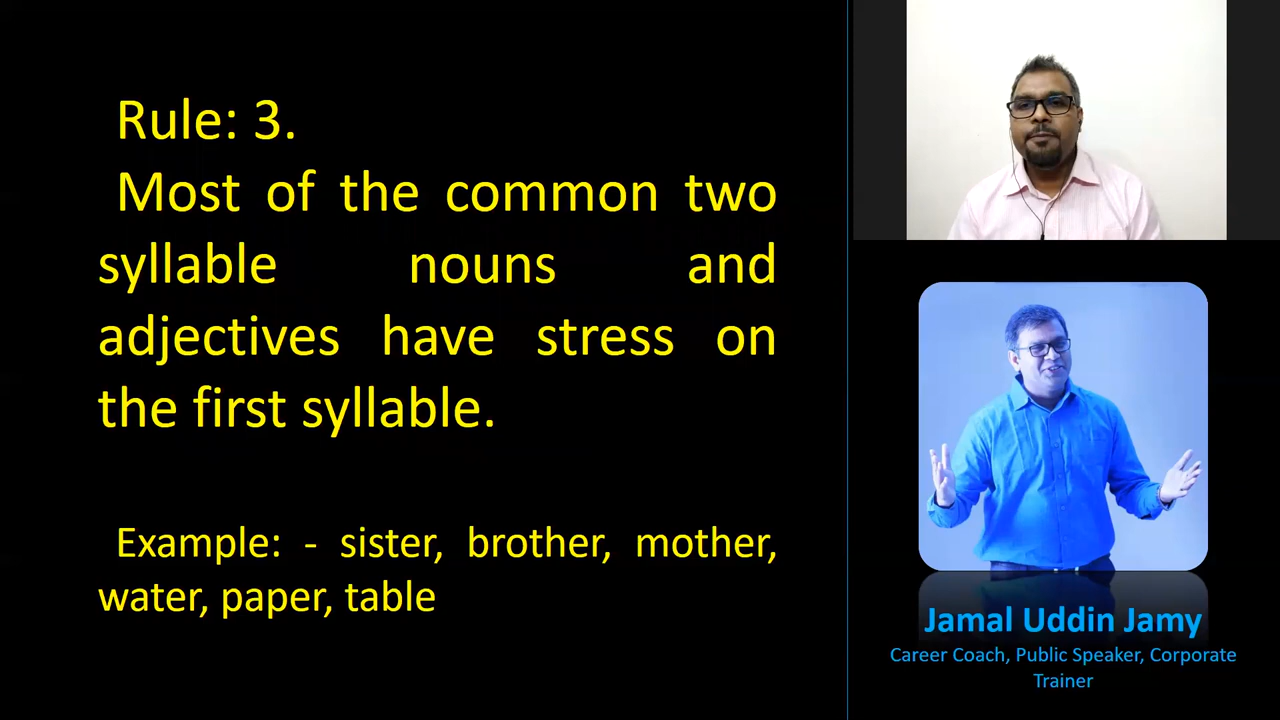 Rule: 3.
Most of the common two
syllable nouns and
adjectives have stress on
the first syllable.
Example: - sister, brother, mother,
water, paper, table
Jamal Uddin Jamy
Career Coach, Public Speaker, Corporate
Trainer